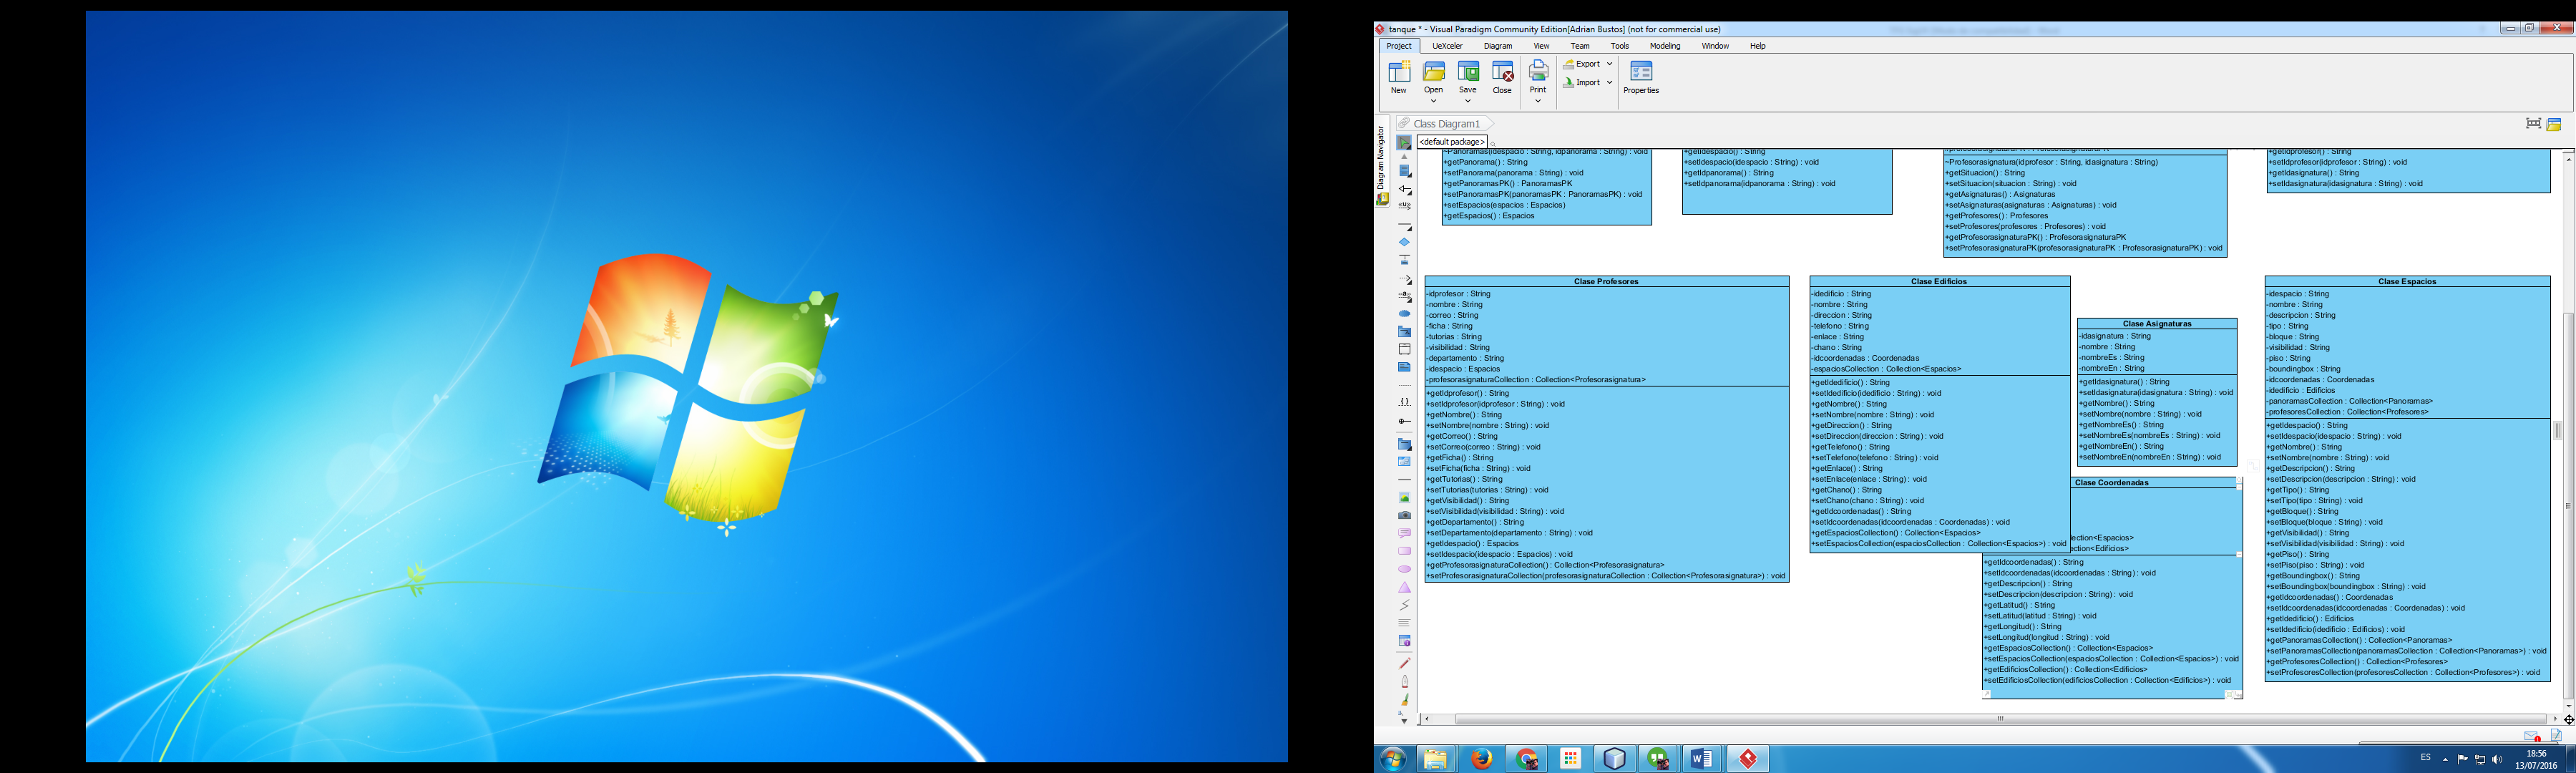 tanque * - Visual Paradigm Community Edition[Adrian Bustos] (not for commercial use)
Project UeXceler Diagram View Team Tools Modeling Window Help
New Open Save Close Print Export Import Properties
Diagram Navigator
Class Diagram1
<default package>
~Panoramas(idespacio : String, idpanorama : String) : void
+getPanorama() : String
+setPanorama(panorama : String) : void
+getPanoramasPK() : PanoramasPK
+setPanoramasPK(panoramasPK : PanoramasPK) : void
+setEspacios(espacios : Espacios)
+getEspacios() : Espacios
+getIdespacio() : String
+setIdespacio(idespacio : String) : void
+getIdpanorama() : String
+setIdpanorama(idpanorama : String) : void
~Profesorasignatura(idprofesor : String, idasignatura : String)
+getSituacion() : String
+setSituacion(situacion : String) : void
+getAsignaturas() : Asignaturas
+setAsignaturas(asignaturas : Asignaturas) : void
+getProfesores() : Profesores
+setProfesores(profesores : Profesores) : void
+getProfesorasignaturaPK() : ProfesorasignaturaPK
+setProfesorasignaturaPK(profesorasignaturaPK : ProfesorasignaturaPK) : void
+getIdprofesor() : String
+setIdprofesor(idprofesor : String) : void
+getIdasignatura() : String
+setIdasignatura(idasignatura : String) : void
Clase Profesores
-idprofesor : String
-nombre : String
-correo : String
-ficha : String
-tutorias : String
-visibilidad : String
-departamento : String
-idespacio : Espacios
-profesorasignaturaCollection : Collection<Profesorasignatura>
+getIdprofesor() : String
+setIdprofesor(idprofesor : String) : void
+getNombre() : String
+setNombre(nombre : String) : void
+getCorreo() : String
+setCorreo(correo : String) : void
+getFicha() : String
+setFicha(ficha : String) : void
+getTutorias() : String
+setTutorias(tutorias : String) : void
+getVisibilidad() : String
+setVisibilidad(visibilidad : String) : void
+getDepartamento() : String
+setDepartamento(departamento : String) : void
+getIdespacio() : Espacios
+setIdespacio(idespacio : Espacios) : void
+getProfesorasignaturaCollection() : Collection<Profesorasignatura>
+setProfesorasignaturaCollection(profesorasignaturaCollection : Collection<Profesorasignatura>) : void
Clase Edificios
-idedificio : String
-nombre : String
-direccion : String
-telefono : String
-enlace : String
-chano : String
-idcoordenadas : Coordenadas
-espaciosCollection : Collection<Espacios>
+getIdedificio() : String
+setIdedificio(idedificio : String) : void
+getNombre() : String
+setNombre(nombre : String) : void
+getDireccion() : String
+setDireccion(direccion : String) : void
+getTelefono() : String
+setTelefono(telefono : String) : void
+getEnlace() : String
+setEnlace(enlace : String) : void
+getChano() : String
+setChano(chano : String) : void
+getIdcoordenadas() : String
+setIdcoordenadas(idcoordenadas : Coordenadas) : void
+getEspaciosCollection() : Collection<Espacios>
+setEspaciosCollection(espaciosCollection : Collection<Espacios>) : void
Clase Asignaturas
-idasignatura : String
-nombre : String
-nombreEs : String
-nombreEn : String
+getIdasignatura() : String
+setIdasignatura(idasignatura : String) : void
+getNombre() : String
+setNombre(nombre : String) : void
+getNombreEs() : String
+setNombreEs(nombreEs : String) : void
+getNombreEn() : String
+setNombreEn(nombreEn : String) : void
Clase Coordenadas
lection<Espacios>
ction<Edificios>
+getIdcoordenadas() : String
+setIdcoordenadas(idcoordenadas : String) : void
+getDescripcion() : String
+setDescripcion(descripcion : String) : void
+getLatitud() : String
+setLatitud(latitud : String) : void
+getLongitud() : String
+setLongitud(longitud : String) : void
+getEspaciosCollection() : Collection<Espacios>
+setEspaciosCollection(espaciosCollection : Collection<Espacios>) : void
+getEdificiosCollection() : Collection<Edificios>
+setEdificiosCollection(edificiosCollection : Collection<Edificios>) : void
Clase Espacios
-idespacio : String
-nombre : String
-descripcion : String
-tipo : String
-bloque : String
-visibilidad : String
-piso : String
-boundingbox : String
-idcoordenadas : Coordenadas
-idedificio : Edificios
-panoramasCollection : Collection<Panoramas>
-profesoresCollection : Collection<Profesores>
+getIdespacio() : String
+setIdespacio(idespacio : String) : void
+getNombre() : String
+setNombre(nombre : String) : void
+getDescripcion() : String
+setDescripcion(descripcion : String) : void
+getTipo() : String
+setTipo(tipo : String) : void
+getBloque() : String
+setBloque(bloque : String) : void
+getVisibilidad() : String
+setVisibilidad(visibilidad : String) : void
+getPiso() : String
+setPiso(piso : String) : void
+getBoundingbox() : String
+setBoundingbox(boundingbox : String) : void
+getIdcoordenadas() : Coordenadas
+setIdcoordenadas(idcoordenadas : Coordenadas) : void
+getIdedificio() : Edificios
+setIdedificio(idedificio : Edificios) : void
+getPanoramasCollection() : Collection<Panoramas>
+setPanoramasCollection(panoramasCollection : Collection<Panoramas>) : void
+getProfesoresCollection() : Collection<Profesores>
+setProfesoresCollection(profesoresCollection : Collection<Profesores>) : void
ES
18:56
13/07/2016